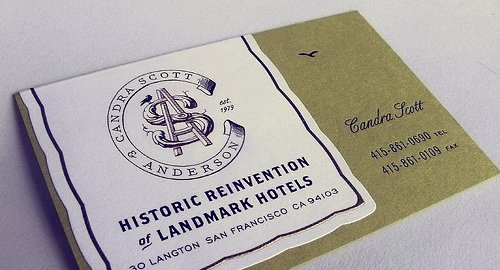 CANDRA SCOTT
& ANDERSON
AS
est.
1979
HISTORIC REINVENTION
of LANDMARK HOTELS
30 LANGTON SAN FRANCISCO CA 94103
Candra Scott
415-861-0690 TEL
415-861-0109 FAX